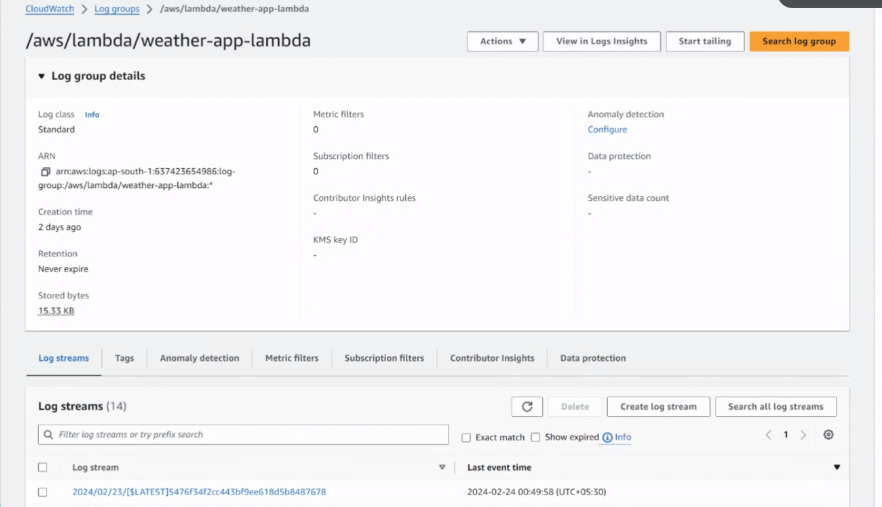 CloudWatch > Log groups > /aws/lambda/weather-app-lambda
/aws/lambda/weather-app-lambda
Actions ▼ View in Logs Insights Start tailing Search log group
▼ Log group details
Log class Info
Standard
ARN
arn:aws:logs:ap-south-1:637423654986:log-
group:/aws/lambda/weather-app-lambda:*
Creation time
2 days ago
Retention
Never expire
Stored bytes
15.33 KB
Metric filters
0
Subscription filters
0
Contributor Insights rules
-
KMS key ID
-
Anomaly detection
Configure
Data protection
-
Sensitive data count
-
Log streams Tags Anomaly detection Metric filters Subscription filters Contributor Insights Data protection
Log streams (14) Delete Create log stream Search all log streams
Filter log streams or try prefix search Exact match Show expired Info < 1 >
Log stream Last event time
2024/02/23/[$LATEST]5476f34f2cc443bf9ee618d5b8487678 2024-02-24 00:49:58 (UTC+05:30)